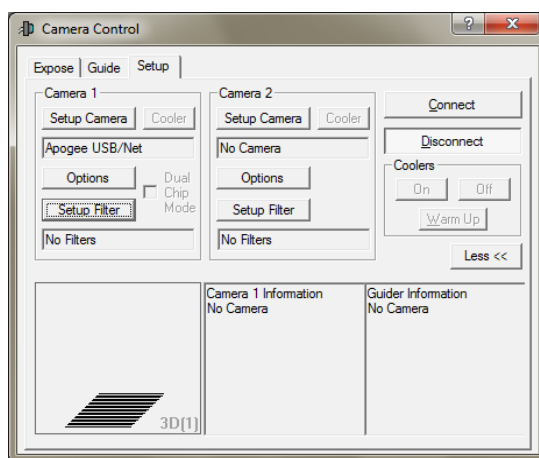 Camera Control
?
X
Expose
Guide
Setup
Camera 1
Setup Camera
Cooler
Apogee USB/Net
Options
Dual
Chip
Mode
Setup Filter
No Filters
Camera 2
Setup Camera
Cooler
No Camera
Options
Setup Filter
No Filters
Connect
Disconnect
Coolers
On
Off
Warm Up
Less <<
3D[1]
Camera 1 Information
No Camera
Guider Information
No Camera